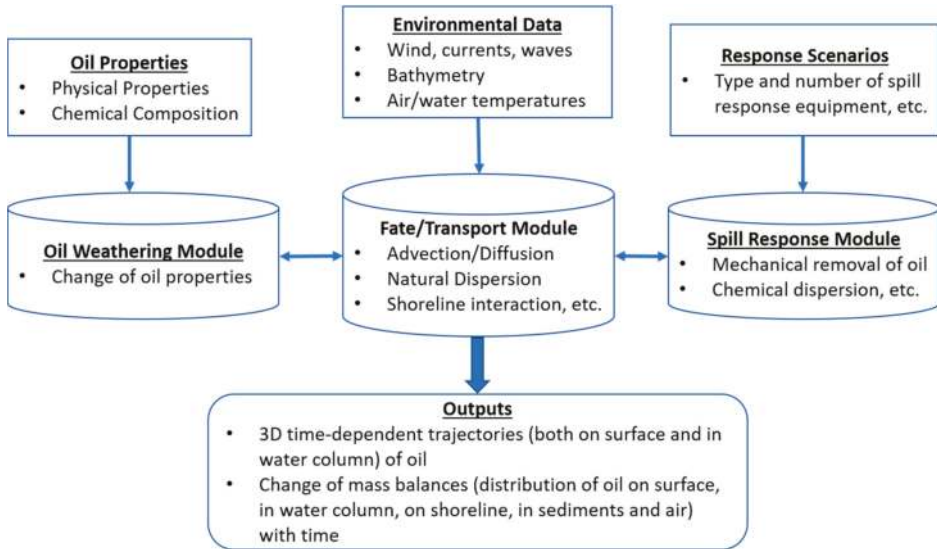 Oil Properties
• Physical Properties
• Chemical Composition
Environmental Data
• Wind, currents, waves
• Bathymetry
• Air/water temperatures
Response Scenarios
• Type and number of spill
response equipment, etc.
Oil Weathering Module
• Change of oil properties
Fate/Transport Module
• Advection/Diffusion
• Natural Dispersion
• Shoreline interaction, etc.
Spill Response Module
• Mechanical removal of oil
• Chemical dispersion, etc.
Outputs
• 3D time-dependent trajectories (both on surface and in
water column) of oil
• Change of mass balances (distribution of oil on surface,
in water column, on shoreline, in sediments and air)
with time